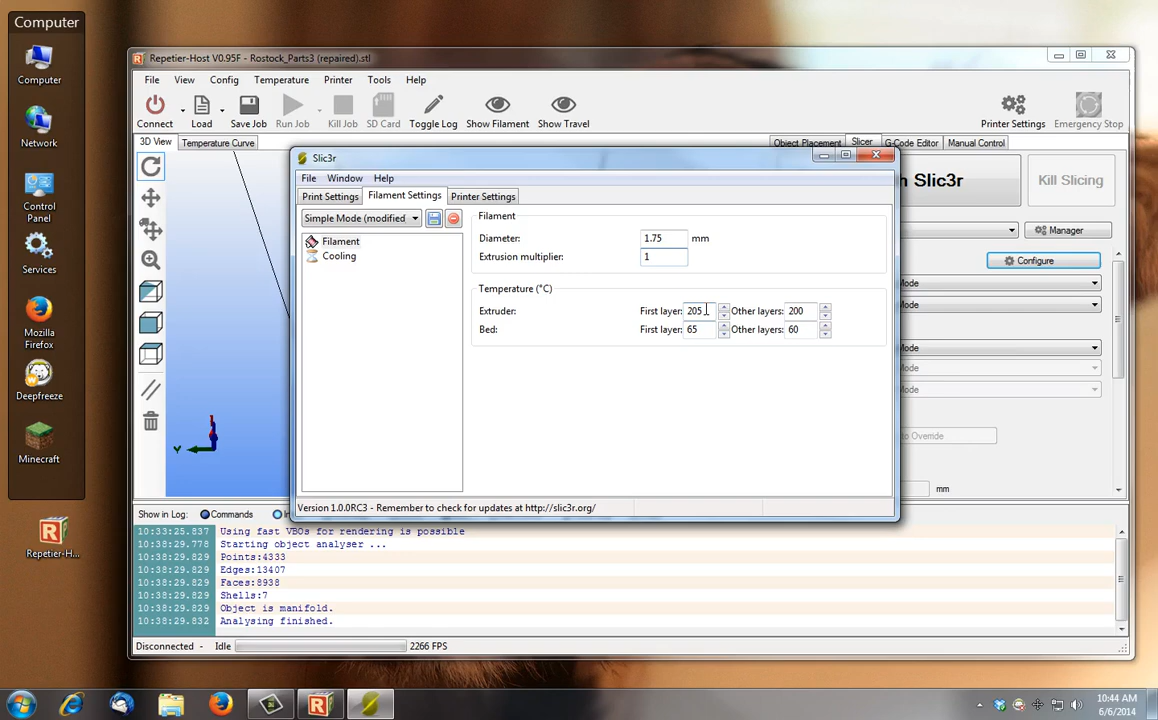 Computer
Computer
Network
Control
Panel
Services
Mozilla
Firefox
Deepfreeze
Minecraft
Repetier-H...
Repetier-Host V0.95F - Rostock_Parts3 (repaired).stl
File View Config Temperature Printer Tools Help
Connect Load Save Job Run Job Kill Job SD Card Toggle Log Show Filament Show Travel Printer Settings Emergency Stop
3D View Temperature Curve Object Placement Slicer G-Code Editor Manual Control
h Slic3r Kill Slicing
Manager
Configure
Mode
Mode
Mode
Mode
Mode
to Override
mm
Slic3r
File Window Help
Print Settings Filament Settings Printer Settings
Simple Mode (modified
Filament
Cooling
Filament
Diameter: 1.75 mm
Extrusion multiplier: 1
Temperature (°C)
Extruder: First layer: 205 Other layers: 200
Bed: First layer: 65 Other layers: 60
Version 1.0.0RC3 - Remember to check for updates at http://slic3r.org/
Show in Log: Commands
10:33:25.837 Using fast VBOs for rendering is possible
10:38:29.778 Starting object analyser ...
10:38:29.829 Points:4333
10:38:29.829 Edges:13407
10:38:29.829 Faces:8938
10:38:29.829 Shells:7
10:38:29.829 Object is manifold.
10:38:29.832 Analysing finished.
Disconnected - Idle 2266 FPS
10:44 AM
6/6/2014